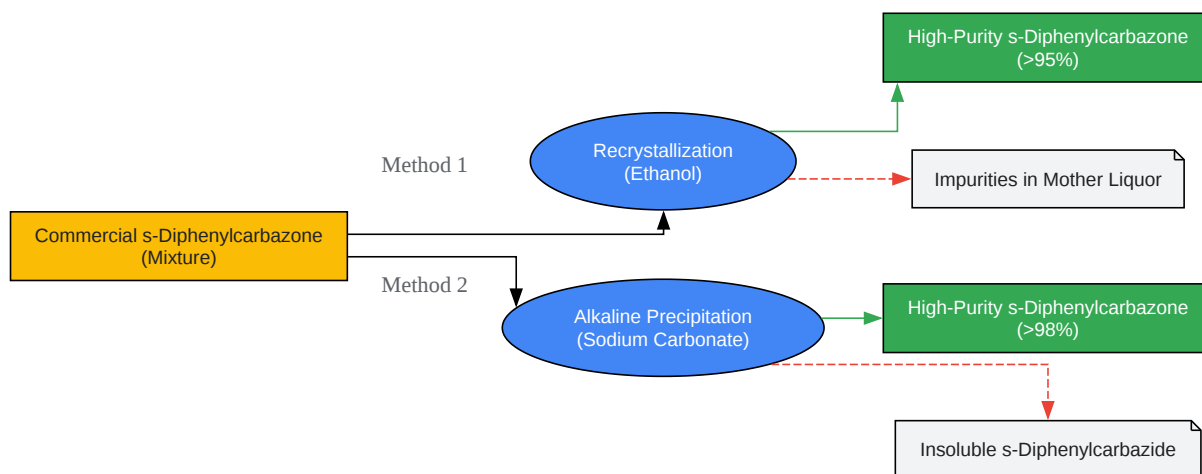 High-Purity s-Diphenylcarbazone
(>95%)
Method 1
Recrystallization
(Ethanol)
Impurities in Mother Liquor
Commercial s-Diphenylcarbazone
(Mixture)
Method 2
Alkaline Precipitation
(Sodium Carbonate)
High-Purity s-Diphenylcarbazone
(>98%)
Insoluble s-Diphenylcarbazide